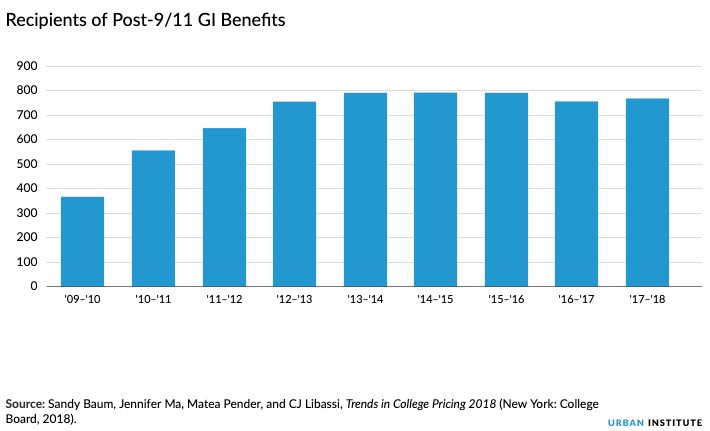 Recipients of Post-9/11 GI Benefits
900
800
700
600
500
400
300
200
100
0
'09–'10 '10–'11 '11–'12 '12–'13 '13–'14 '14–'15 '15–'16 '16–'17 '17–'18
Source: Sandy Baum, Jennifer Ma, Matea Pender, and CJ Libassi, Trends in College Pricing 2018 (New York: College
Board, 2018).
URBAN INSTITUTE